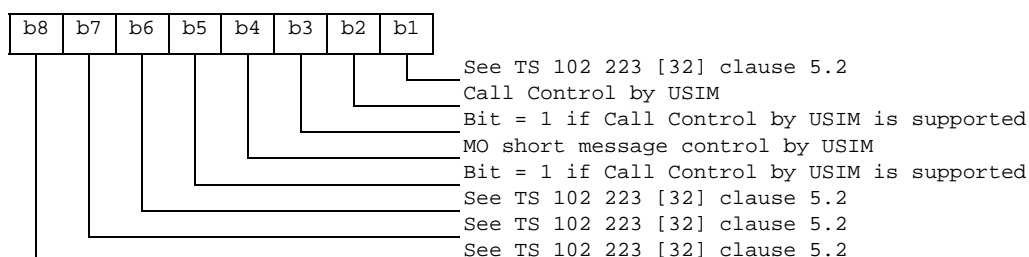 b8 b7 b6 b5 b4 b3 b2 b1
See TS 102 223 [32] clause 5.2
Call Control by USIM
Bit = 1 if Call Control by USIM is supported
MO short message control by USIM
Bit = 1 if Call Control by USIM is supported
See TS 102 223 [32] clause 5.2
See TS 102 223 [32] clause 5.2
See TS 102 223 [32] clause 5.2